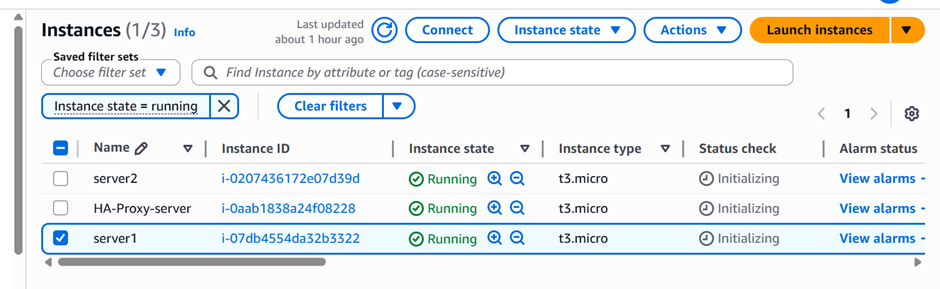 Instances (1/3) Info
Last updated
about 1 hour ago
Connect
Instance state
Actions
Launch instances
Saved filter sets
Choose filter set
Find Instance by attribute or tag (case-sensitive)
Instance state = running
Clear filters
1
Name Instance ID Instance state Instance type Status check Alarm status
server2 i-0207436172e07d39d Running t3.micro Initializing View alarms
HA-Proxy-server i-0aab1838a24f08228 Running t3.micro Initializing View alarms
server1 i-07db4554da32b3322 Running t3.micro Initializing View alarms